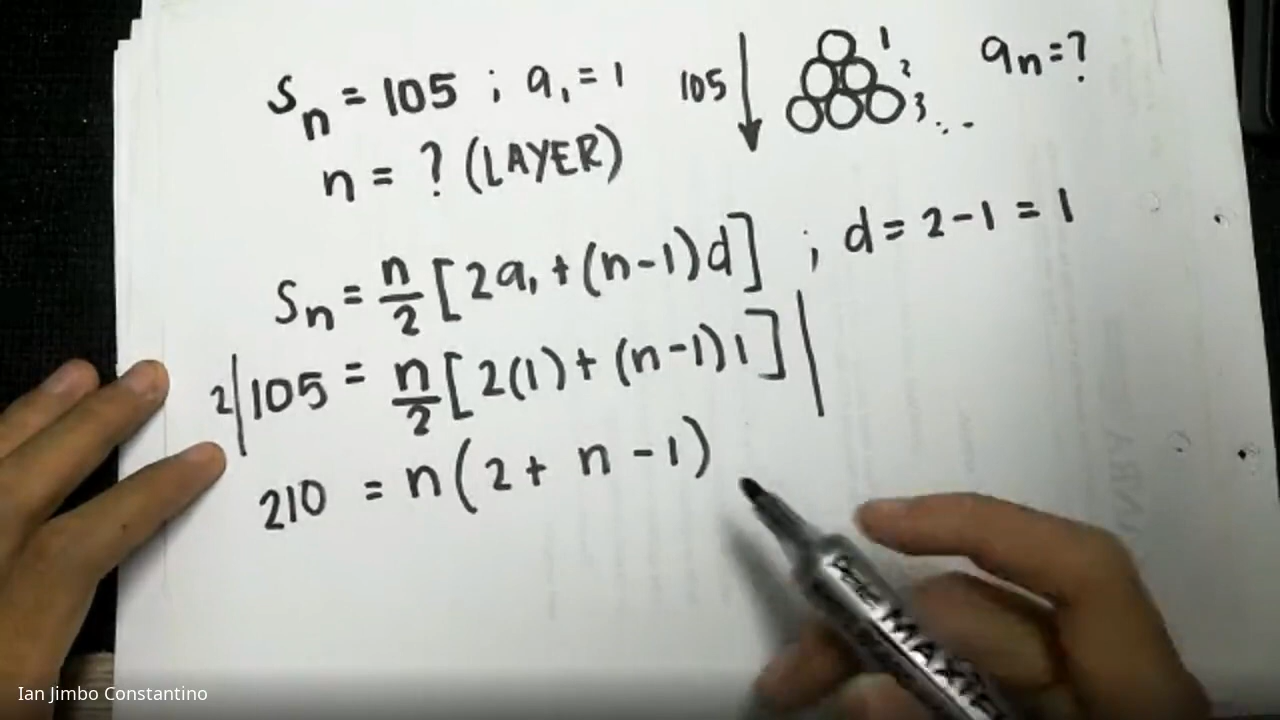 Sn = 105 ; a₁ = 1
n = ? (LAYER)
105
1
2
3...
an = ?
Sn = n/2 [2a₁ + (n-1)d] ; d = 2-1 = 1
2|105 = n/2 [2(1) + (n-1)1]|
210 = n(2 + n - 1)
Ian Jimbo Constantino